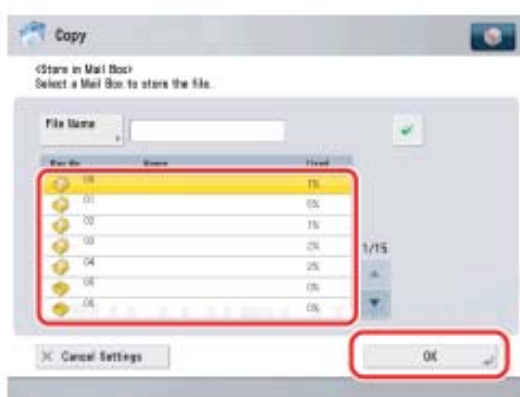 Copy
<Store in Mail Box>
Select a Mail Box to store the file.
File Name
Box No. Name Used
00 1%
01 0%
02 1%
03 2%
04 2%
05 0%
06 0%
1/15
Cancel Settings
OK